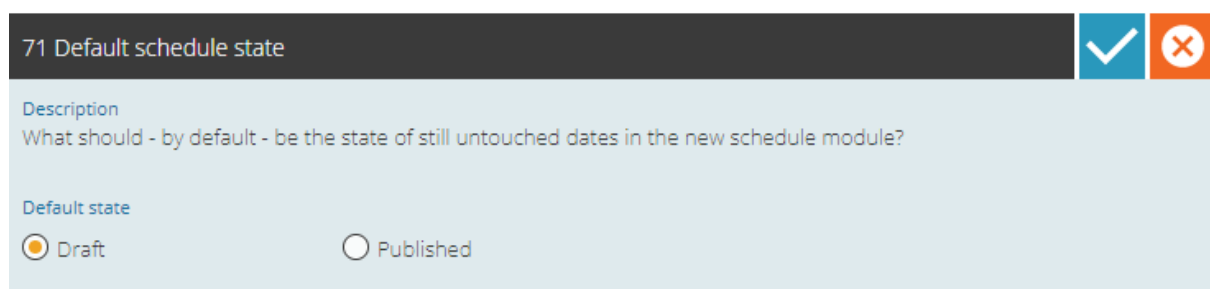 71 Default schedule state
Description
What should - by default - be the state of still untouched dates in the new schedule module?
Default state
Draft Published